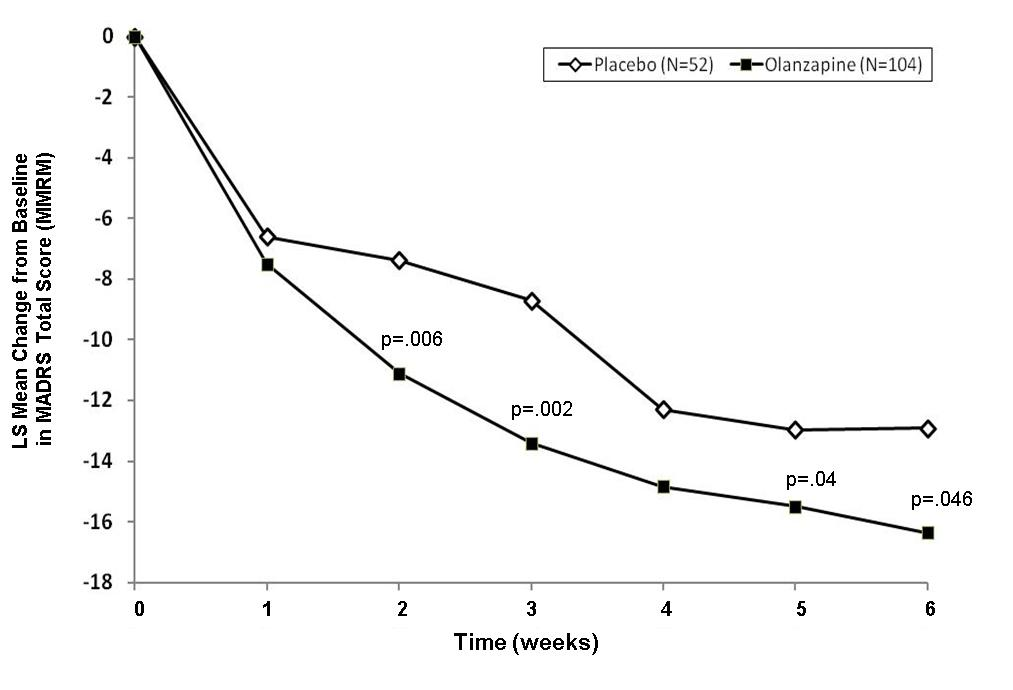 LS Mean Change from Baseline
in MADRS Total Score (MMRM)
0
-2
-4
-6
-8
-10
-12
-14
-16
-18
Placebo (N=52) Olanzapine (N=104)
p=.006
p=.002
p=.04
p=.046
0 1 2 3 4 5 6
Time (weeks)